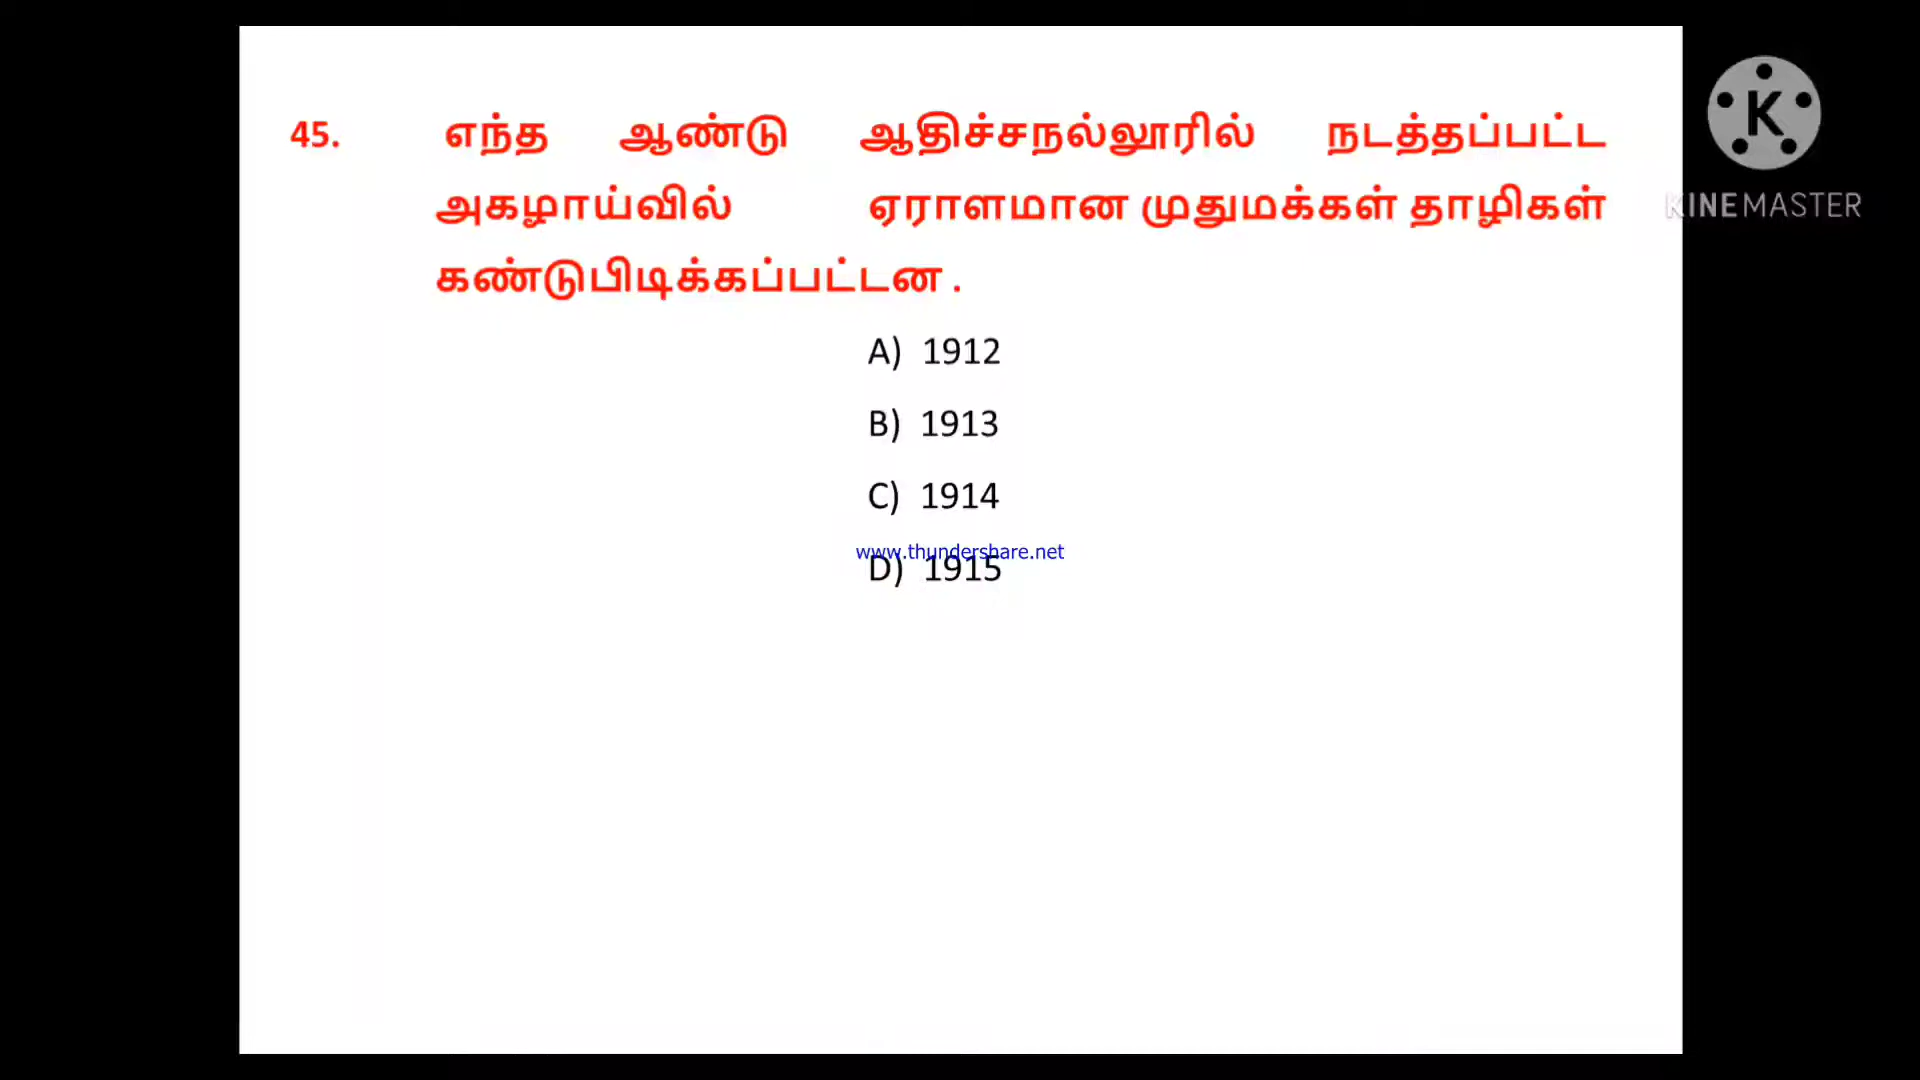 45. எந்த ஆண்டு ஆதிச்சநல்லூரில் நடத்தப்பட்ட
அகழாய்வில் ஏராளமான முதுமக்கள் தாழிகள்
கண்டுபிடிக்கப்பட்டன .
A) 1912
B) 1913
C) 1914
www.thundershare.net
D) 1915
K
KINEMASTER